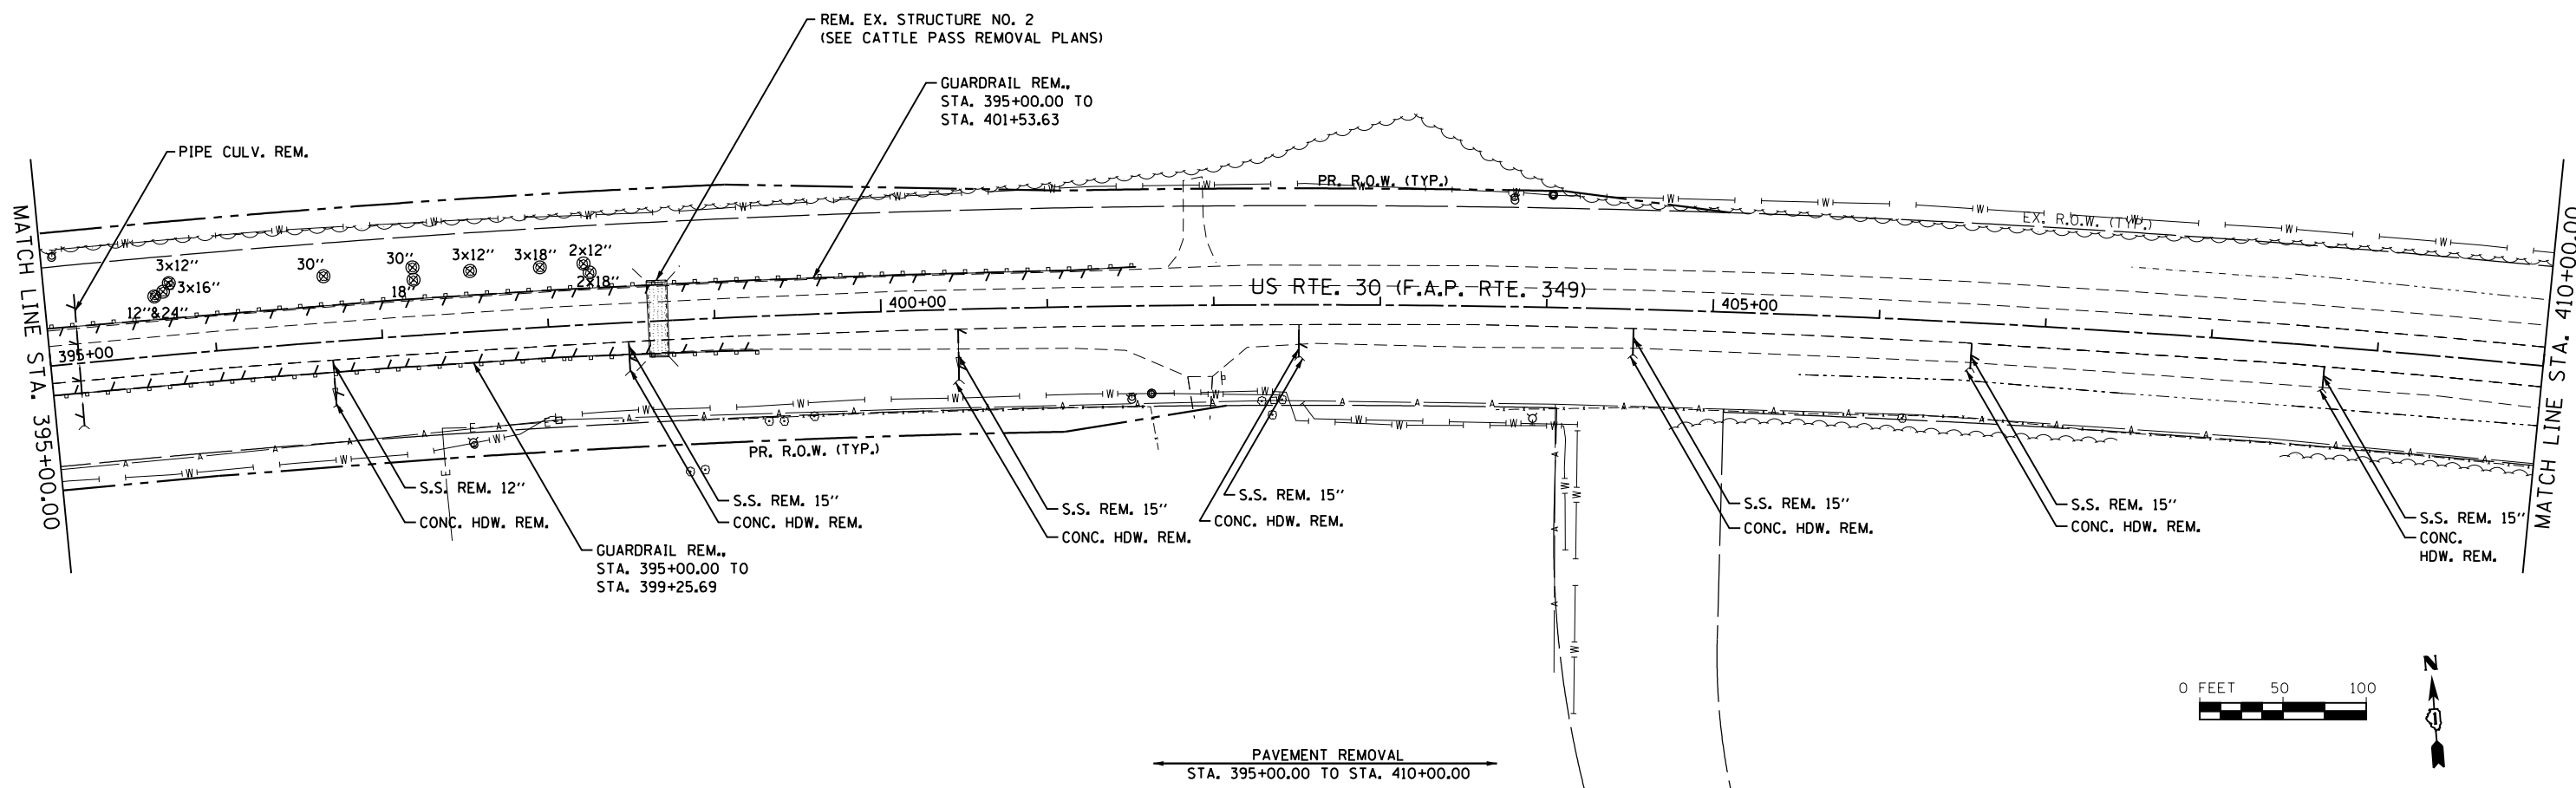 REM. EX. STRUCTURE NO. 2
(SEE CATTLE PASS REMOVAL PLANS)
GUARDRAIL REM.,
STA. 395+00.00 TO
STA. 401+53.63
PIPE CULV. REM.
MATCH LINE STA. 395+00.00
PR. R.O.W. (TYP.)
EX. R.O.W. (TYP.)
MATCH LINE STA. 410+00.00
3x12''
3x16''
12''&24''
30''
30''
18''
3x12''
3x18''
2x12''
2x18''
395+00
400+00
US RTE. 30 (F.A.P. RTE. 349)
405+00
PR. R.O.W. (TYP.)
S.S. REM. 12''
CONC. HDW. REM.
GUARDRAIL REM.,
STA. 395+00.00 TO
STA. 399+25.69
S.S. REM. 15''
CONC. HDW. REM.
S.S. REM. 15''
CONC. HDW. REM.
S.S. REM. 15''
CONC. HDW. REM.
S.S. REM. 15''
CONC. HDW. REM.
S.S. REM. 15''
CONC. HDW. REM.
S.S. REM. 15''
CONC.
HDW. REM.
0 FEET 50 100
N
PAVEMENT REMOVAL
STA. 395+00.00 TO STA. 410+00.00